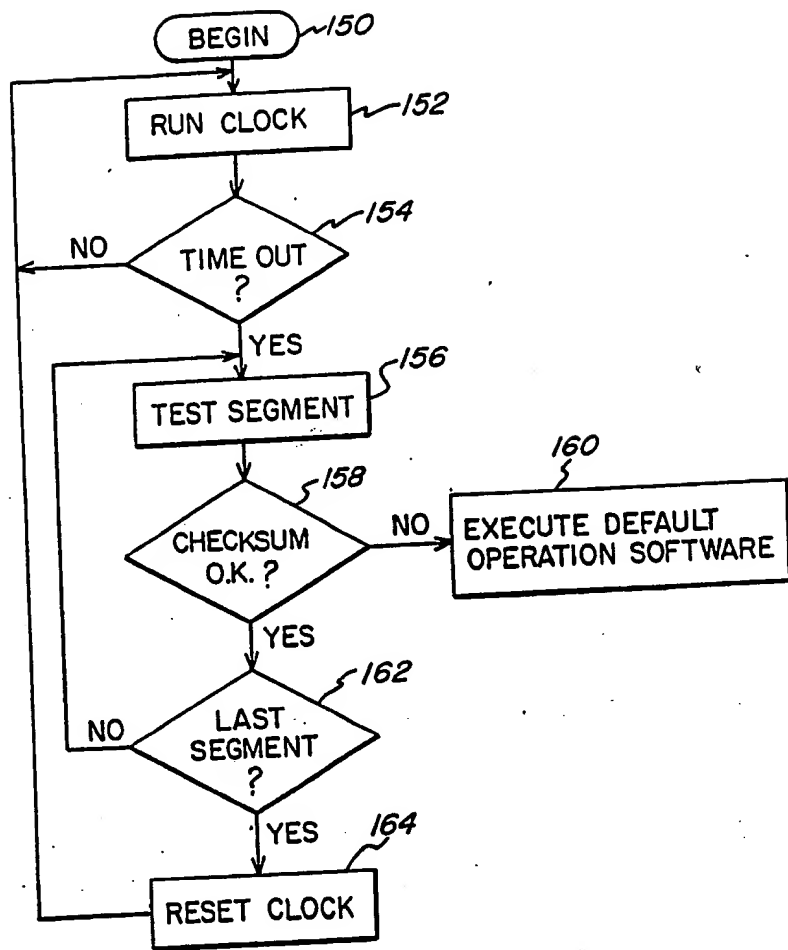 BEGIN
150
RUN CLOCK
152
154
NO
TIME OUT
?
YES
156
TEST SEGMENT
158
160
CHECKSUM
O.K. ?
NO
EXECUTE DEFAULT
OPERATION SOFTWARE
YES
162
NO
LAST
SEGMENT
?
YES
164
RESET CLOCK